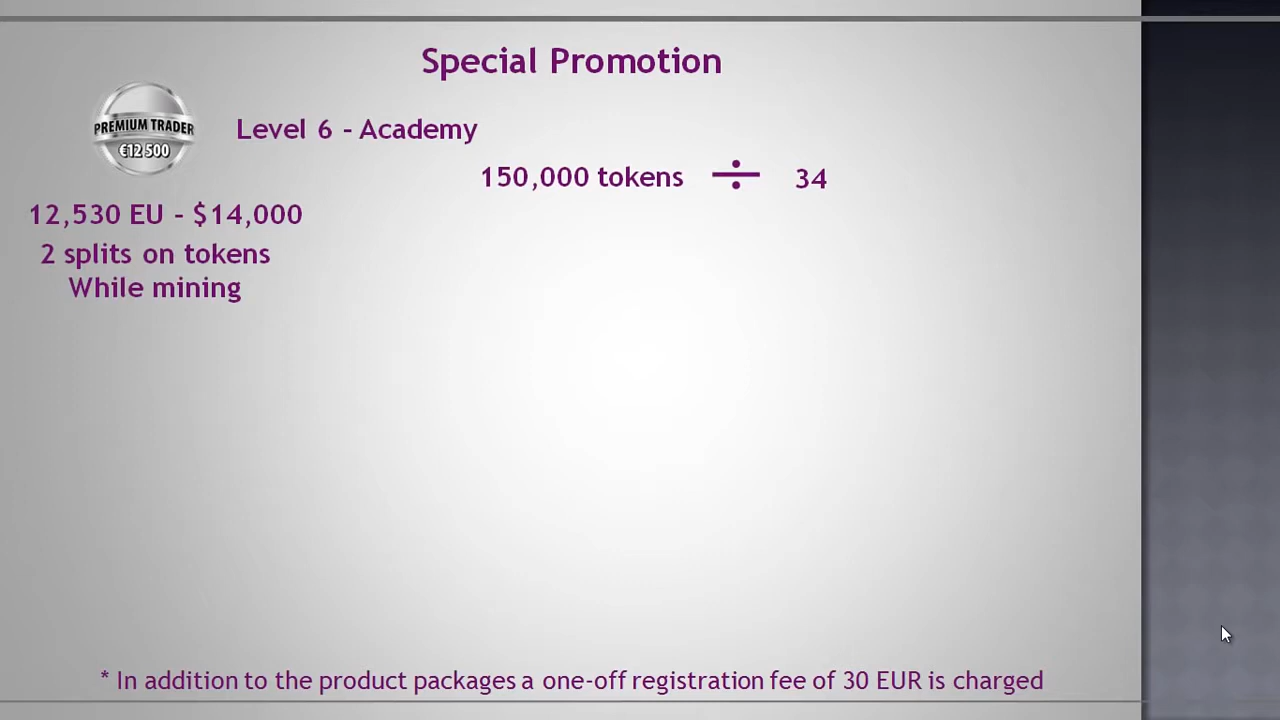 Special Promotion
PREMIUM TRADER
€12 500
Level 6 - Academy
150,000 tokens ÷ 34
12,530 EU - $14,000
2 splits on tokens
While mining
* In addition to the product packages a one-off registration fee of 30 EUR is charged